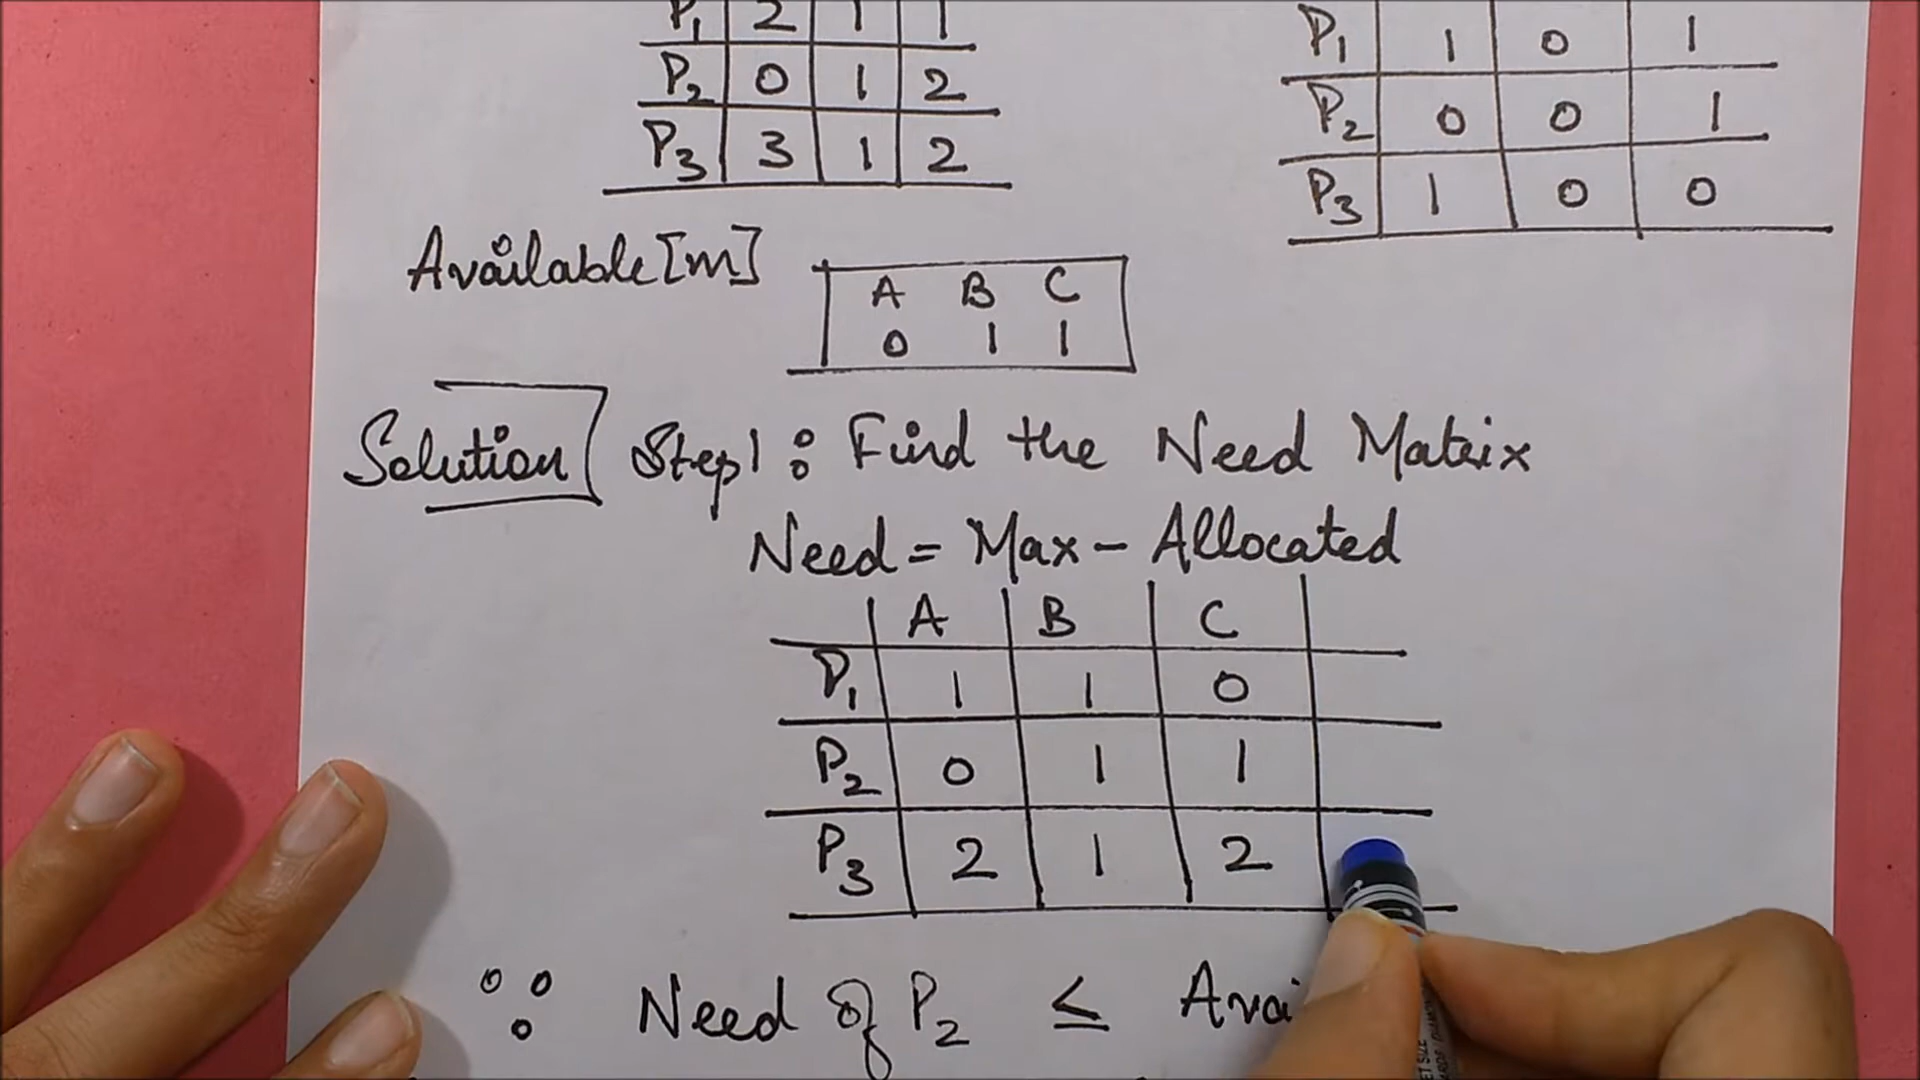 P1 2 1 1
P2 0 1 2
P3 3 1 2
P1 1 0 1
P2 0 0 1
P3 1 0 0
Available[m]
A B C
0 1 1
Solution Step1: Find the Need Matrix
Need = Max - Allocated
A B C
P1 1 1 0
P2 0 1 1
P3 2 1 2
∵ Need of P2 ≤ Avai